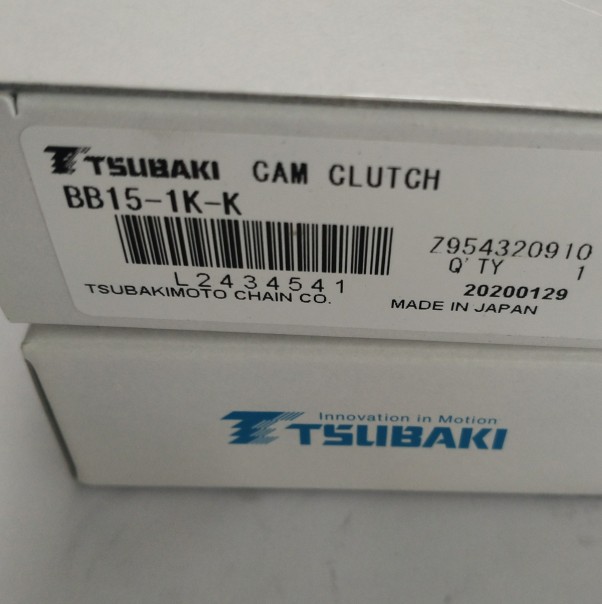 TSUBAKI CAM CLUTCH
BB15-1K-K
Z954320910
Q'TY 1
L2434541
20200129
TSUBAKIMOTO CHAIN CO.
MADE IN JAPAN
Innovation in Motion
TSUBAKI